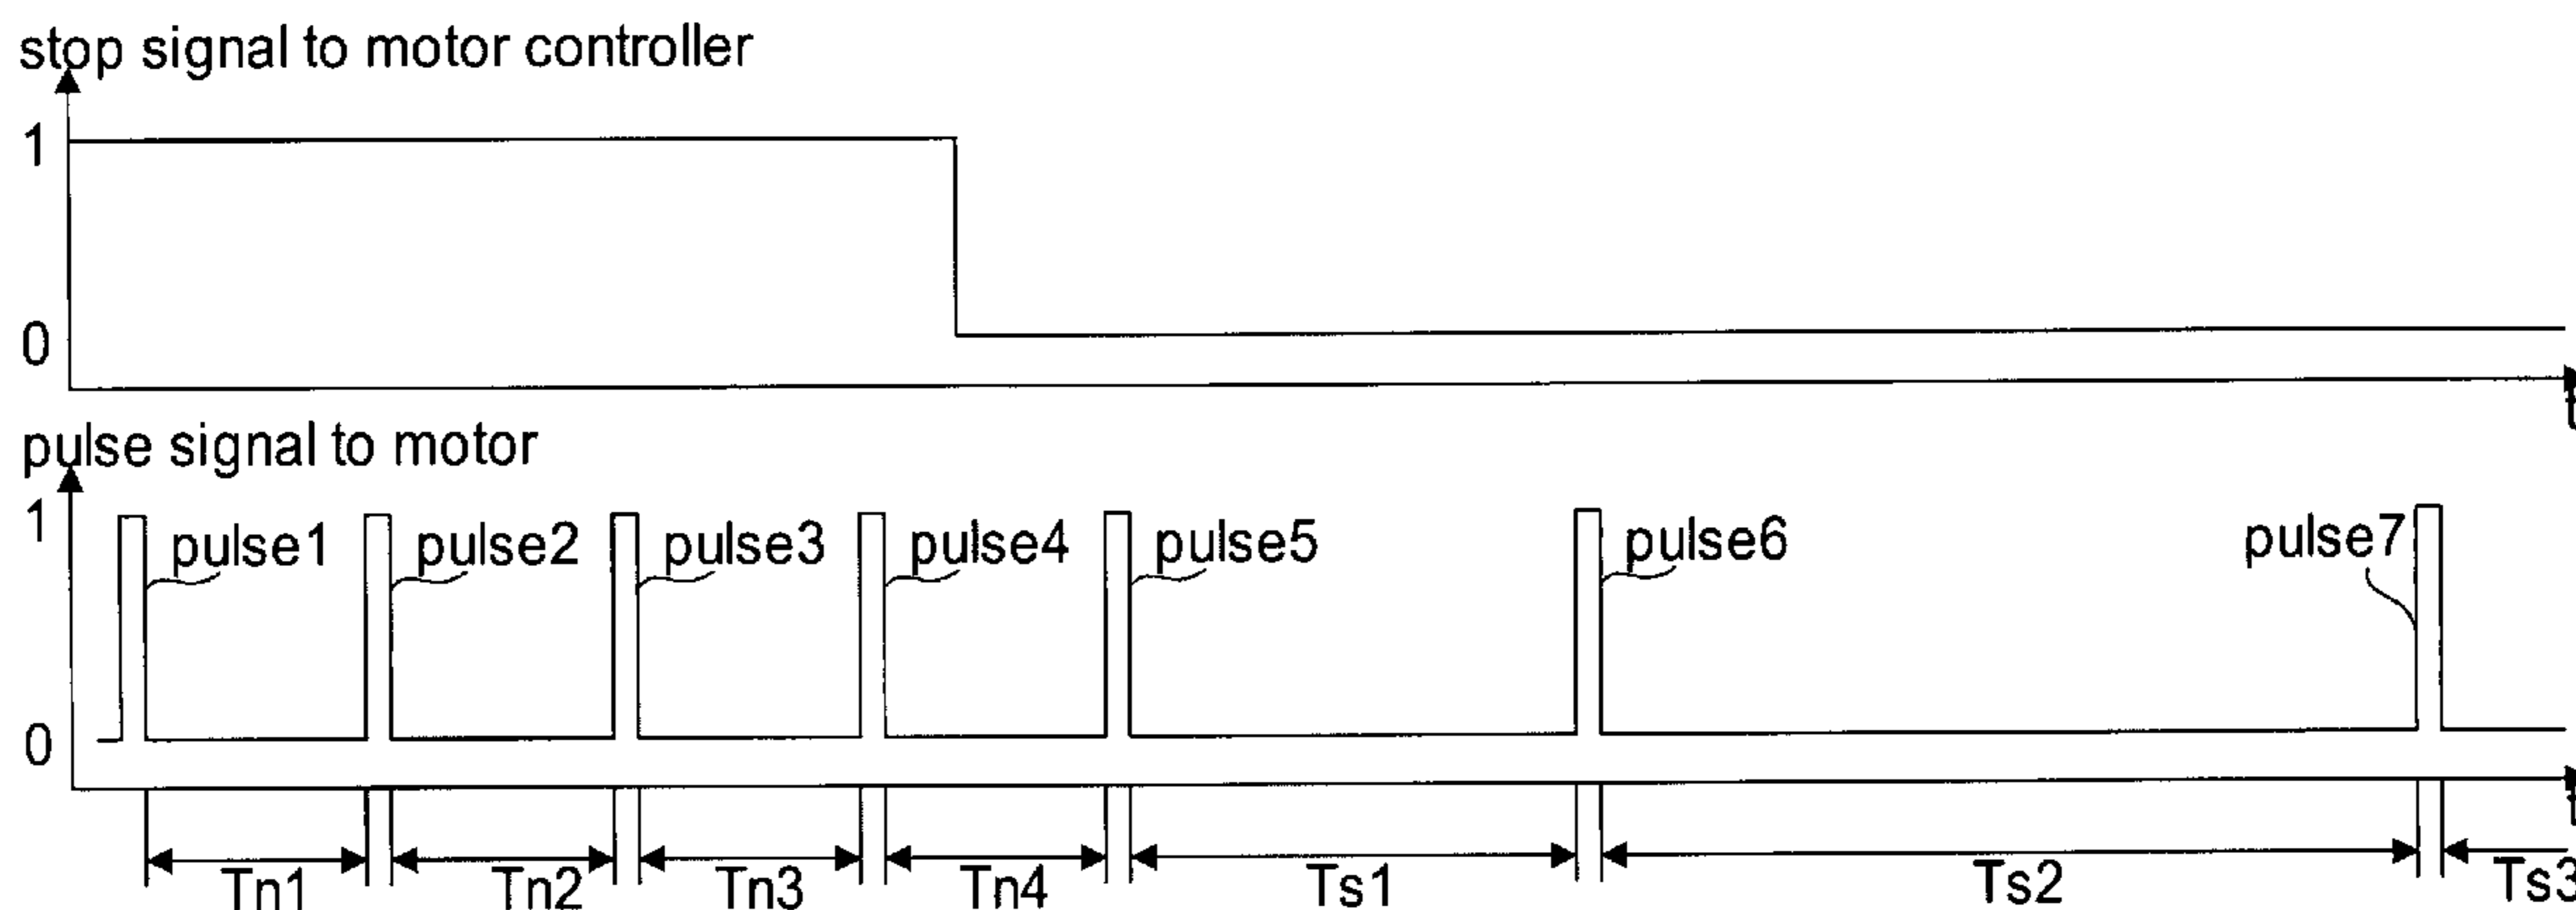 stop signal to motor controller
1
0
t
pulse signal to motor
1
pulse1 pulse2 pulse3 pulse4 pulse5 pulse6 pulse7
0
t
Tn1 Tn2 Tn3 Tn4 Ts1 Ts2 Ts3